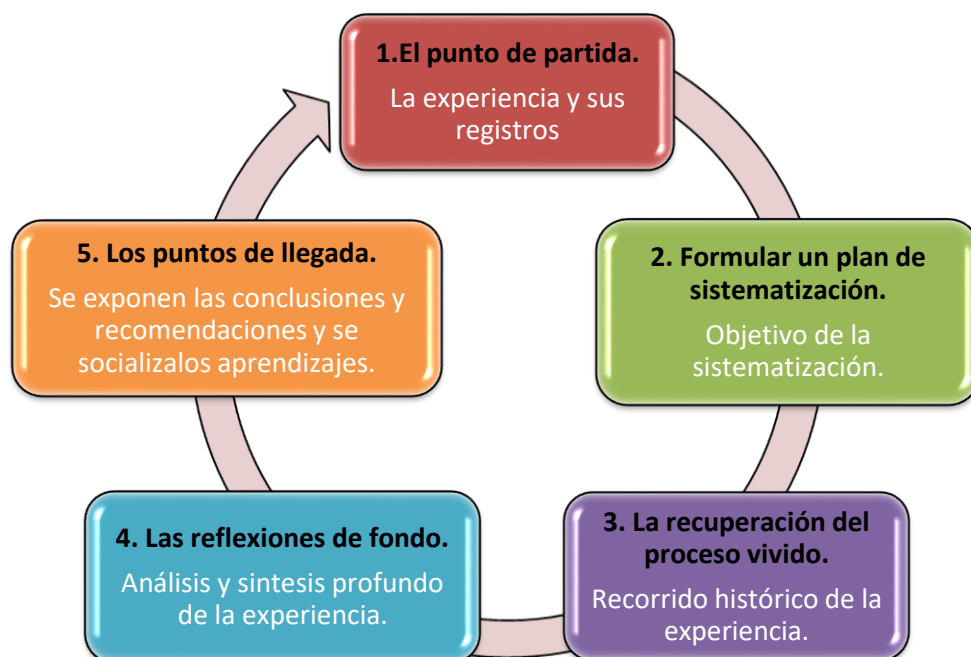 1.El punto de partida.
La experiencia y sus
registros
2. Formular un plan de
sistematización.
Objetivo de la
sistematización.
3. La recuperación del
proceso vivido.
Recorrido histórico de la
experiencia.
4. Las reflexiones de fondo.
Análisis y sintesis profundo
de la experiencia.
5. Los puntos de llegada.
Se exponen las conclusiones y
recomendaciones y se
socializalos aprendizajes.